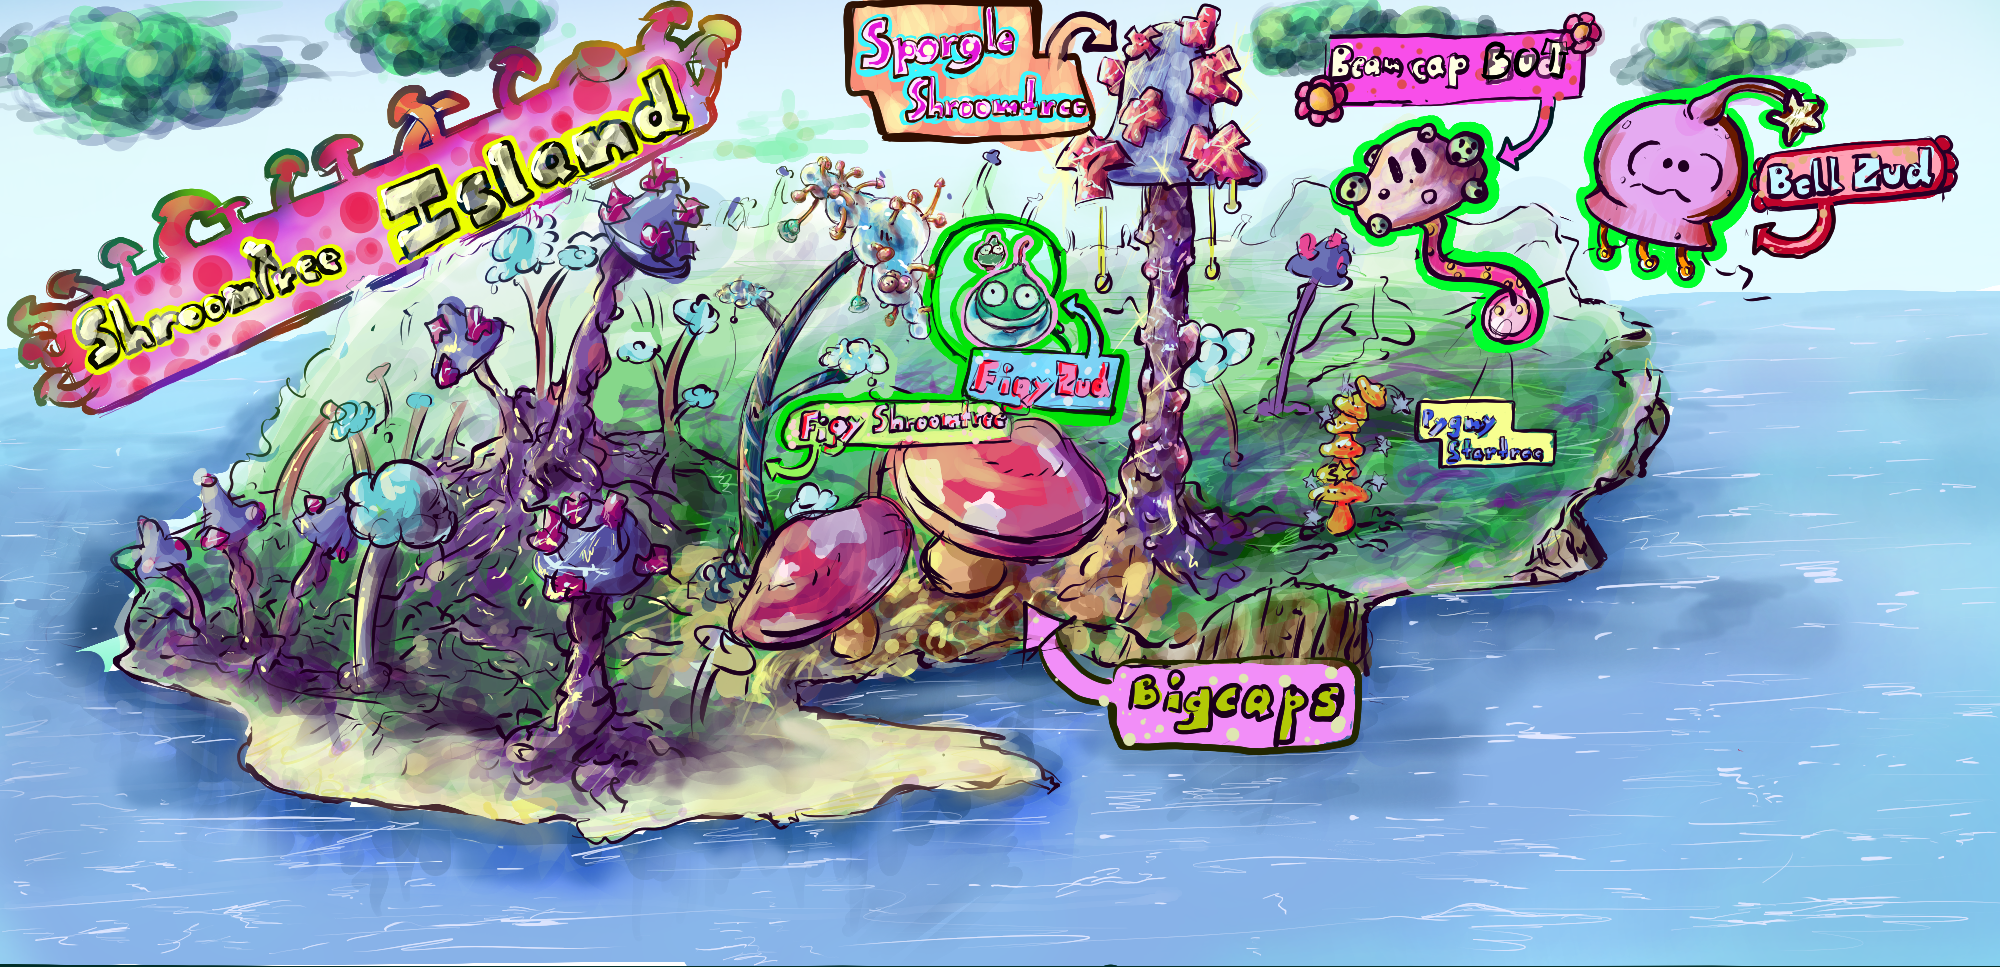 Shroomtree Island
Sporgle
Shroomtree
Beamcap Bud
Bell Zud
Figy Zud
Figy Shroomtree
Pygmy
Startree
Bigcaps